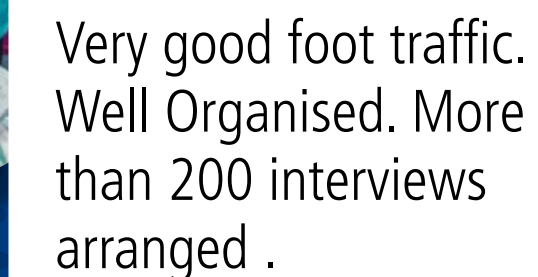 Very good foot traffic.
Well Organised. More
than 200 interviews
arranged .